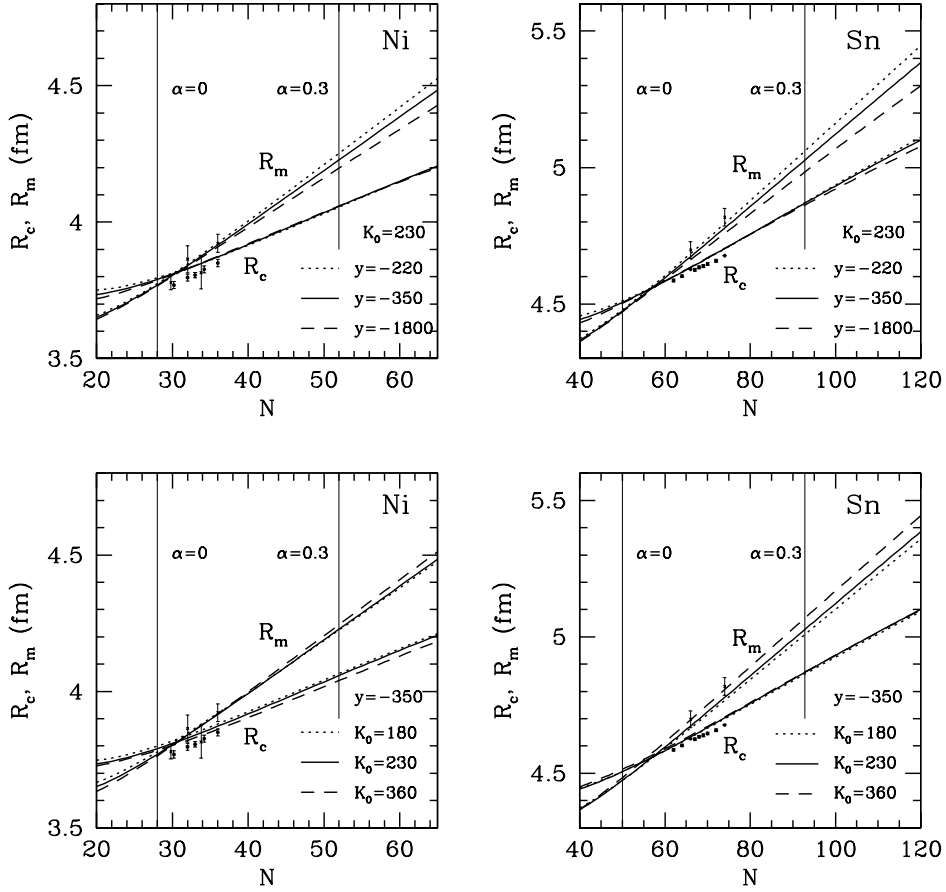 Ni
4.5
α=0
α=0.3
R_m
R_c, R_m (fm)
4
K_0=230
R_c
y=−220
y=−350
y=−1800
3.5
20 30 40 50 60
N
Sn
5.5
α=0
α=0.3
5
R_m
R_c, R_m (fm)
K_0=230
R_c
y=−220
4.5
y=−350
y=−1800
40 60 80 100 120
N
Ni
4.5
α=0
α=0.3
R_m
R_c, R_m (fm)
4
y=−350
R_c
K_0=180
K_0=230
K_0=360
3.5
20 30 40 50 60
N
Sn
5.5
α=0
α=0.3
5
R_m
R_c, R_m (fm)
y=−350
R_c
K_0=180
4.5
K_0=230
K_0=360
40 60 80 100 120
N